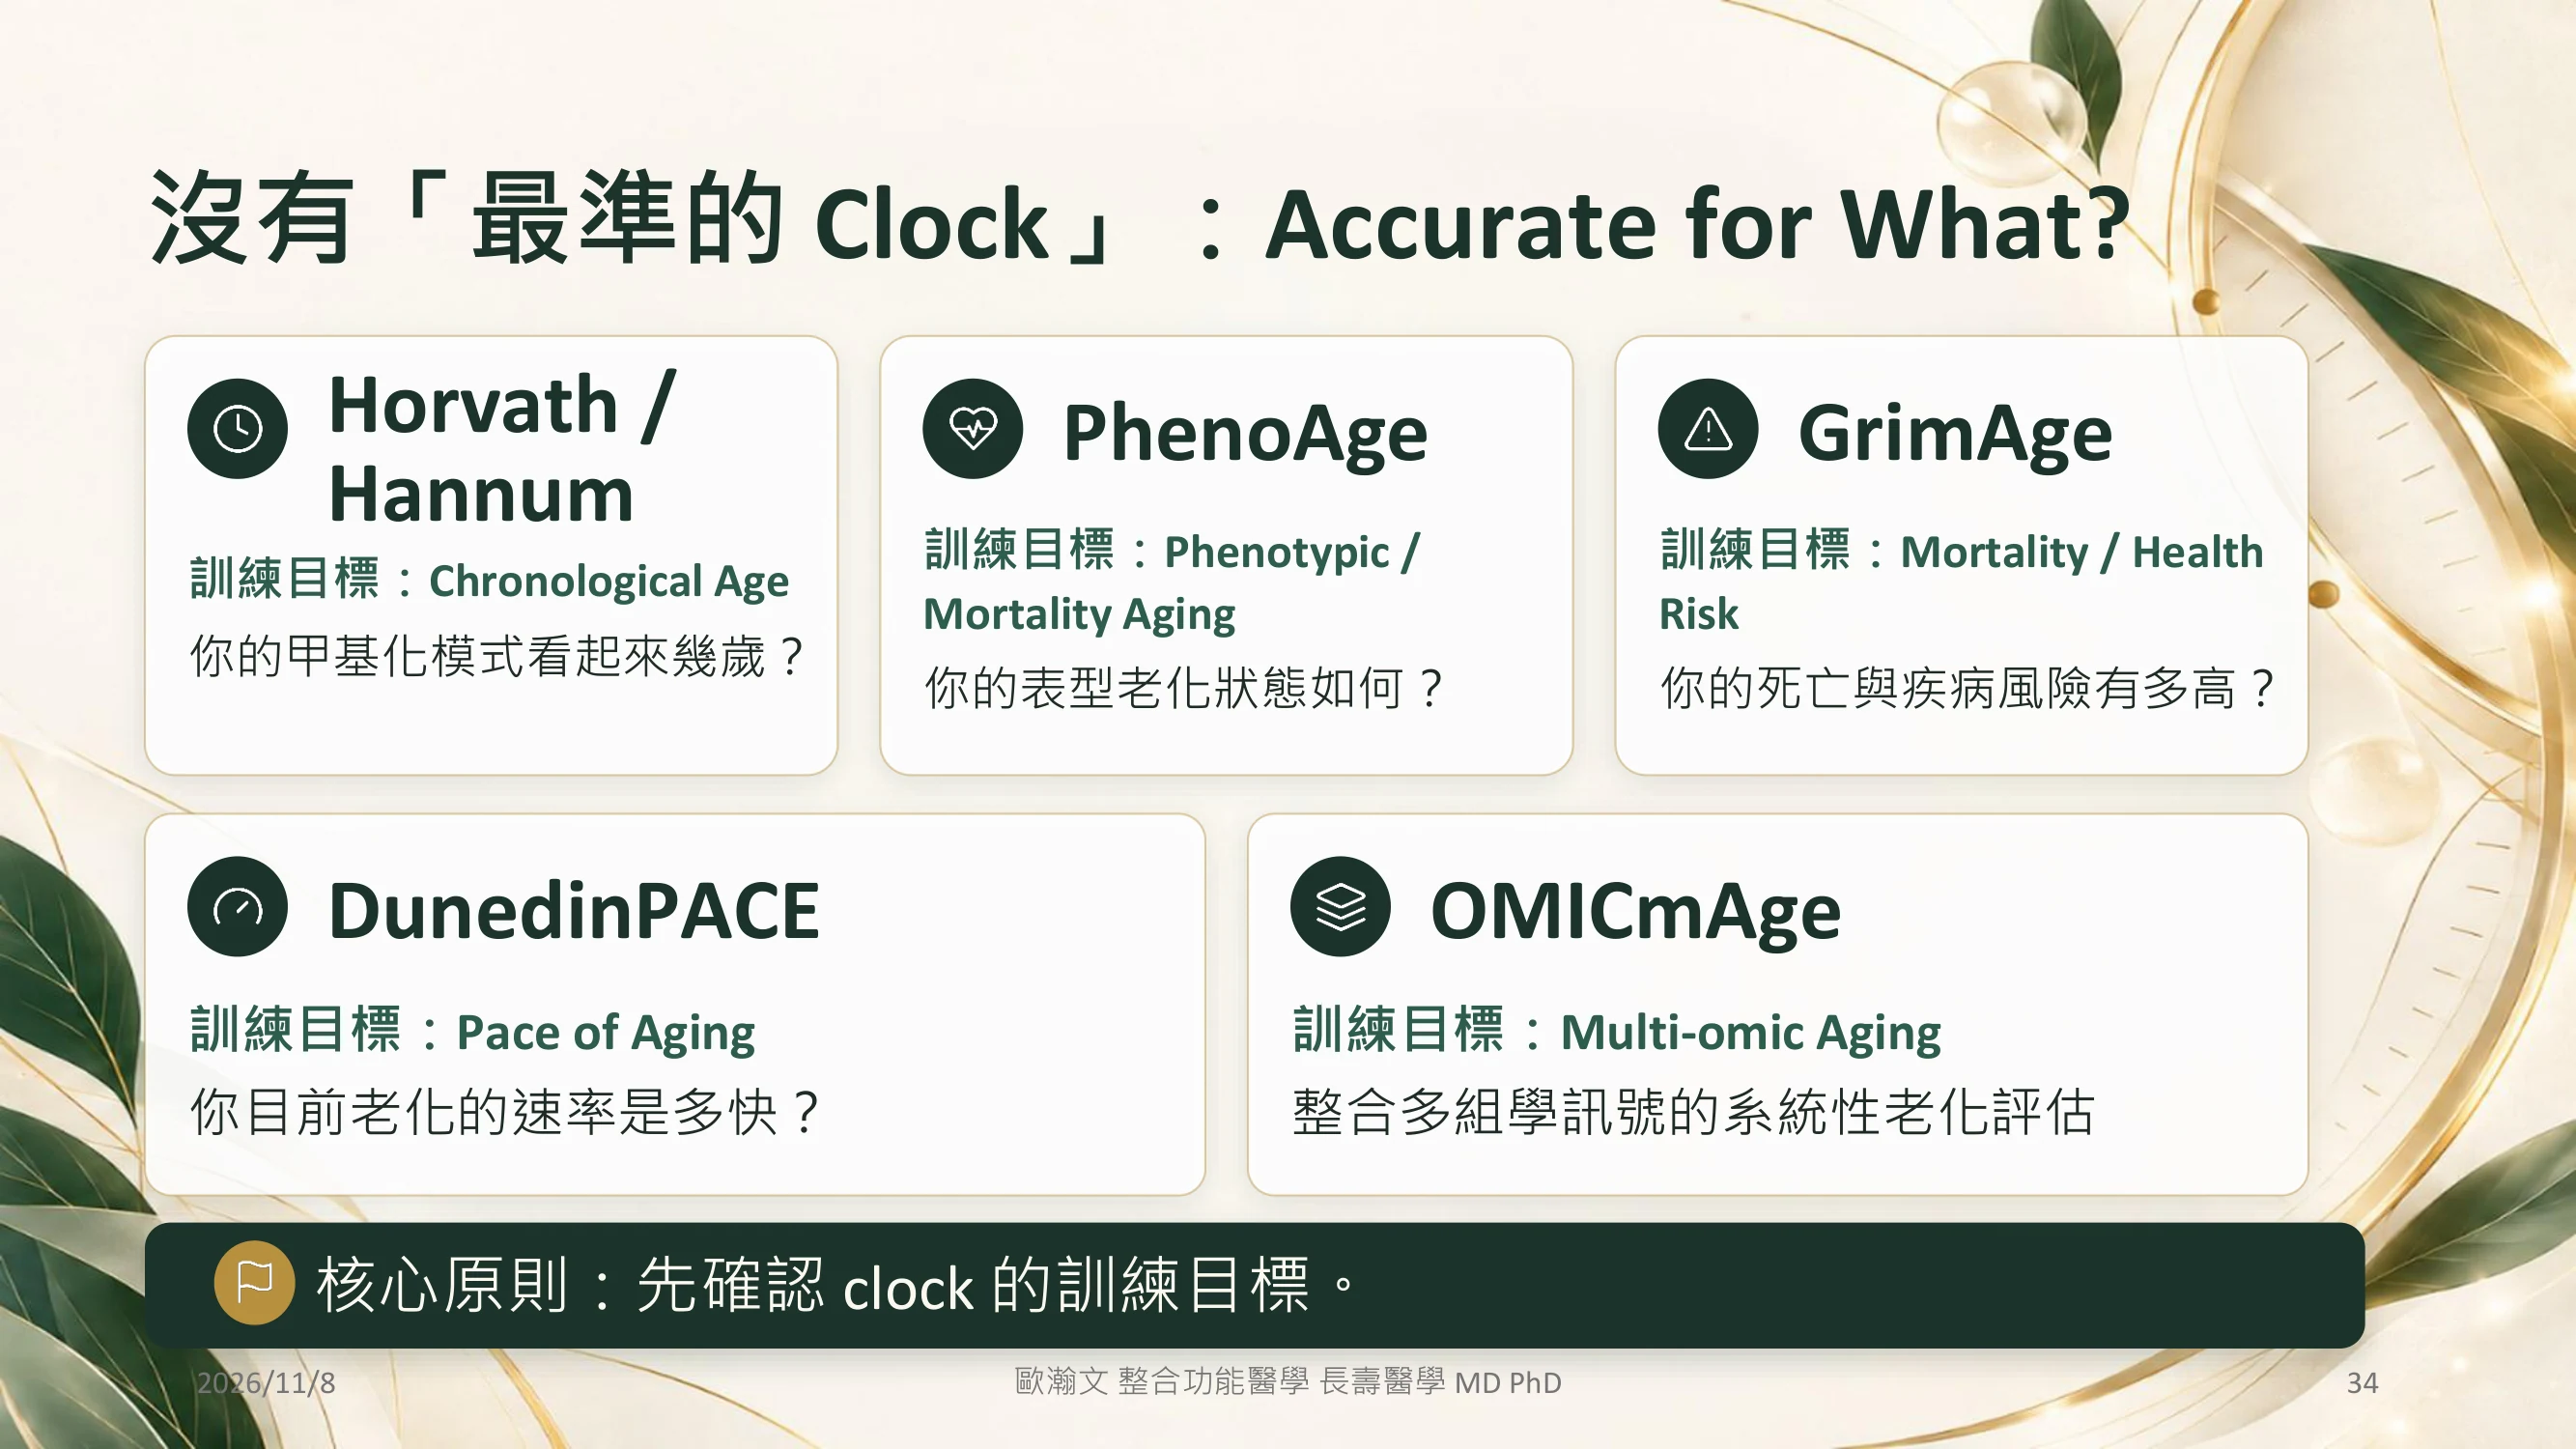 沒有「最準的 Clock」：Accurate for What?
Horvath /
Hannum
訓練目標：Chronological Age
你的甲基化模式看起來幾歲？
PhenoAge
訓練目標：Phenotypic /
Mortality Aging
你的表型老化狀態如何？
GrimAge
訓練目標：Mortality / Health
Risk
你的死亡與疾病風險有多高？
DunedinPACE
訓練目標：Pace of Aging
你目前老化的速率是多快？
OMICmAge
訓練目標：Multi-omic Aging
整合多組學訊號的系統性老化評估
核心原則：先確認 clock 的訓練目標。
2026/11/8
歐瀚文 整合功能醫學 長壽醫學 MD PhD
34